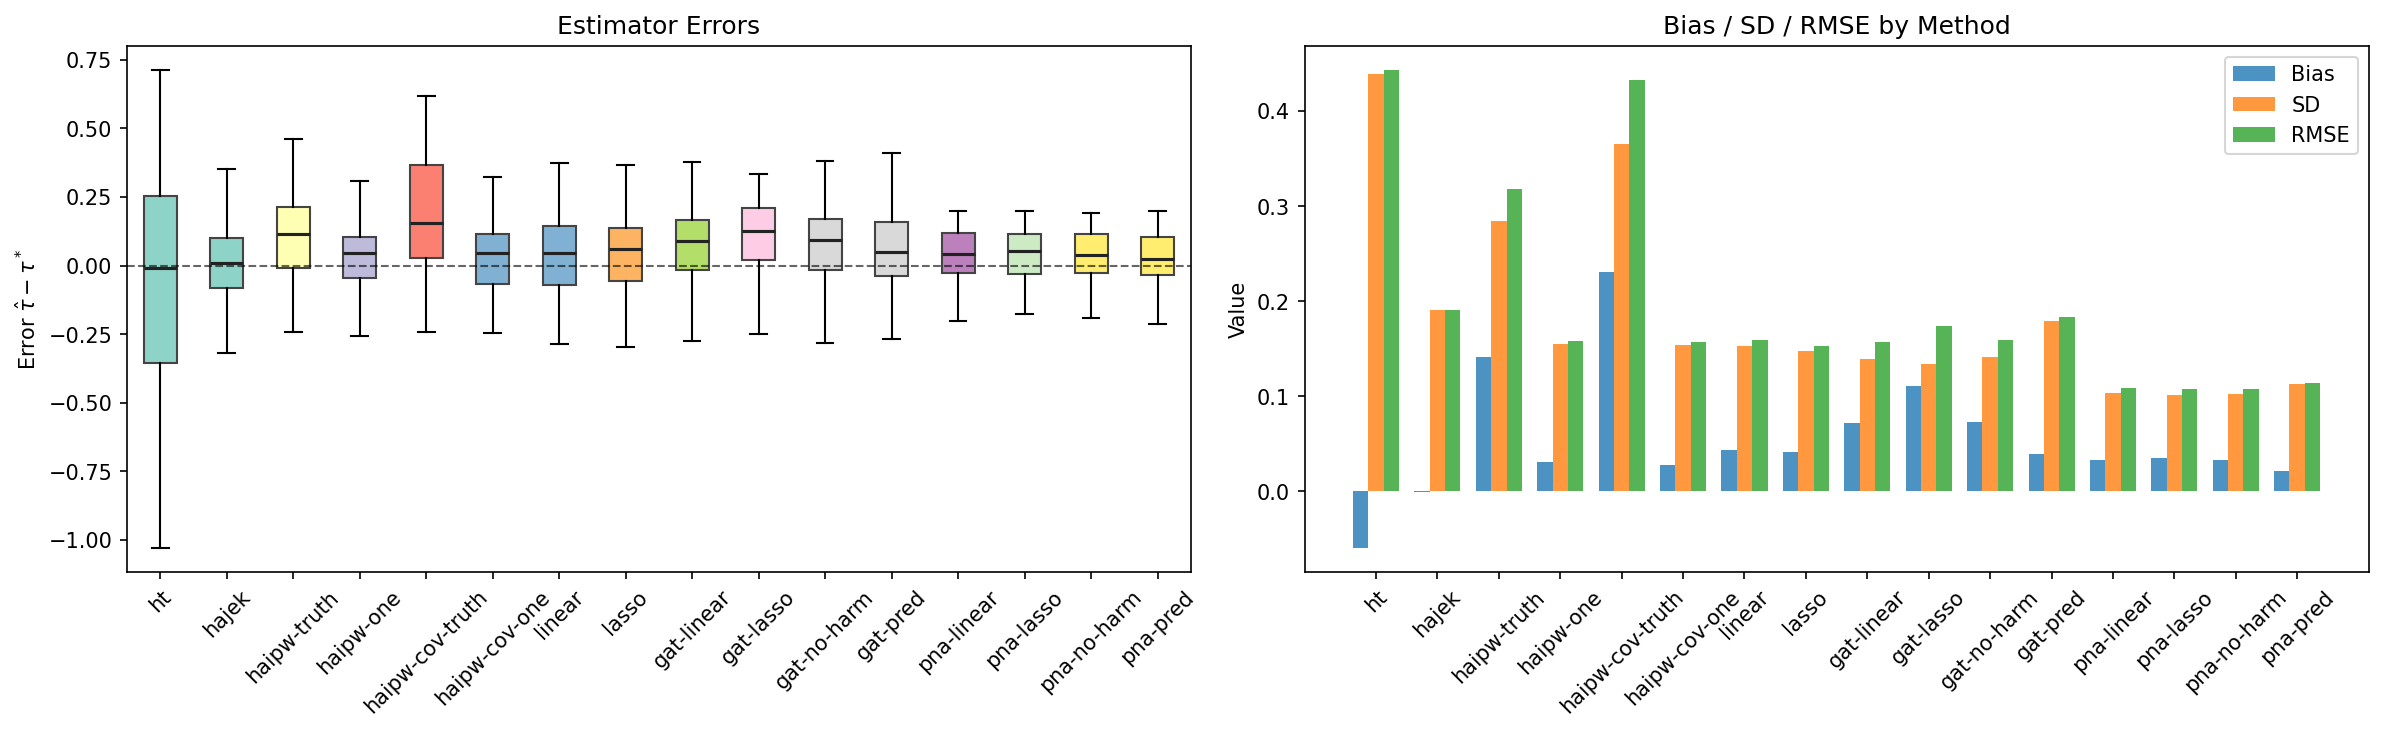 Estimator Errors
Error τ̂ − τ*
0.75
0.50
0.25
0.00
−0.25
−0.50
−0.75
−1.00
ht
hajek
haipw-truth
haipw-one
haipw-cov-truth
haipw-cov-one
linear
lasso
gat-linear
gat-lasso
gat-no-harm
gat-pred
pna-linear
pna-lasso
pna-no-harm
pna-pred
Bias / SD / RMSE by Method
Value
0.4
0.3
0.2
0.1
0.0
Bias
SD
RMSE
ht
hajek
haipw-truth
haipw-one
haipw-cov-truth
haipw-cov-one
linear
lasso
gat-linear
gat-lasso
gat-no-harm
gat-pred
pna-linear
pna-lasso
pna-no-harm
pna-pred